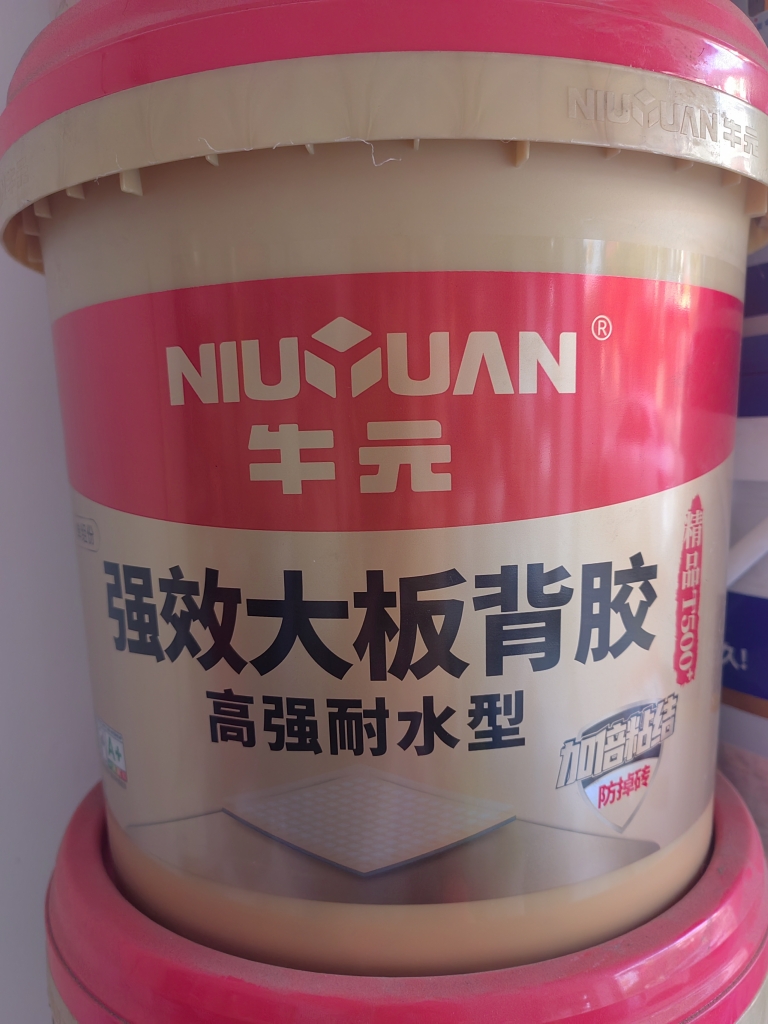 NIUYUAN 牛元
NIUYUAN®
牛元
精品1500+
强效大板背胶
高强耐水型
A+
加倍粘结
防掉砖
久!